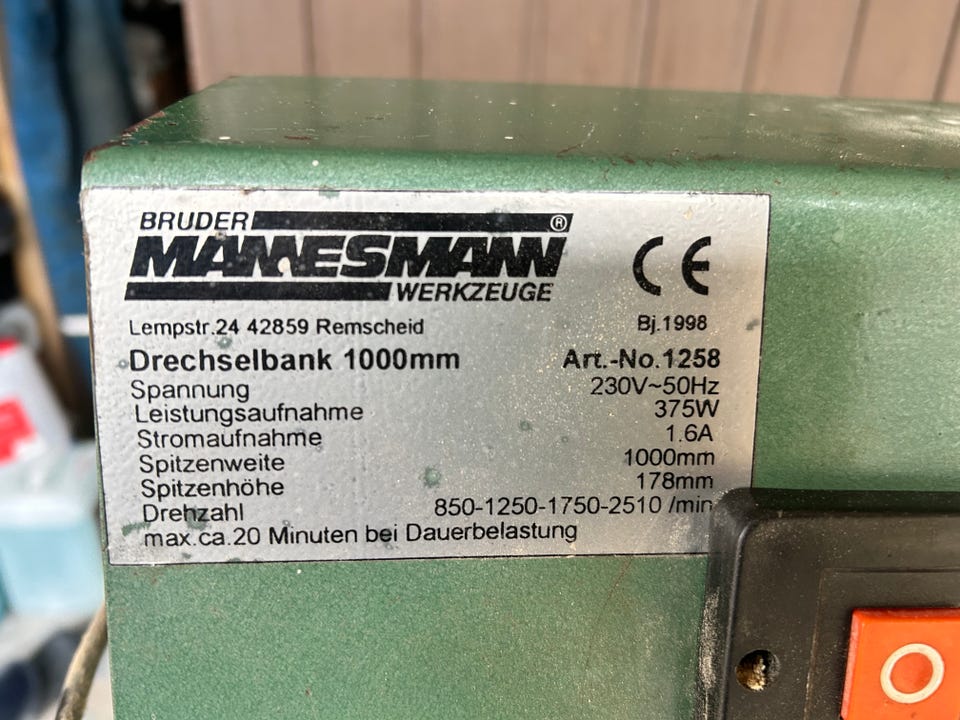 BRUDER ®
MANNESMANN
WERKZEUGE
CE
Lempstr.24 42859 Remscheid Bj.1998
Drechselbank 1000mm Art.-No.1258
Spannung 230V~50Hz
Leistungsaufnahme 375W
Stromaufnahme 1.6A
Spitzenweite 1000mm
Spitzenhöhe 178mm
Drehzahl 850-1250-1750-2510 /min
max.ca.20 Minuten bei Dauerbelastung
O